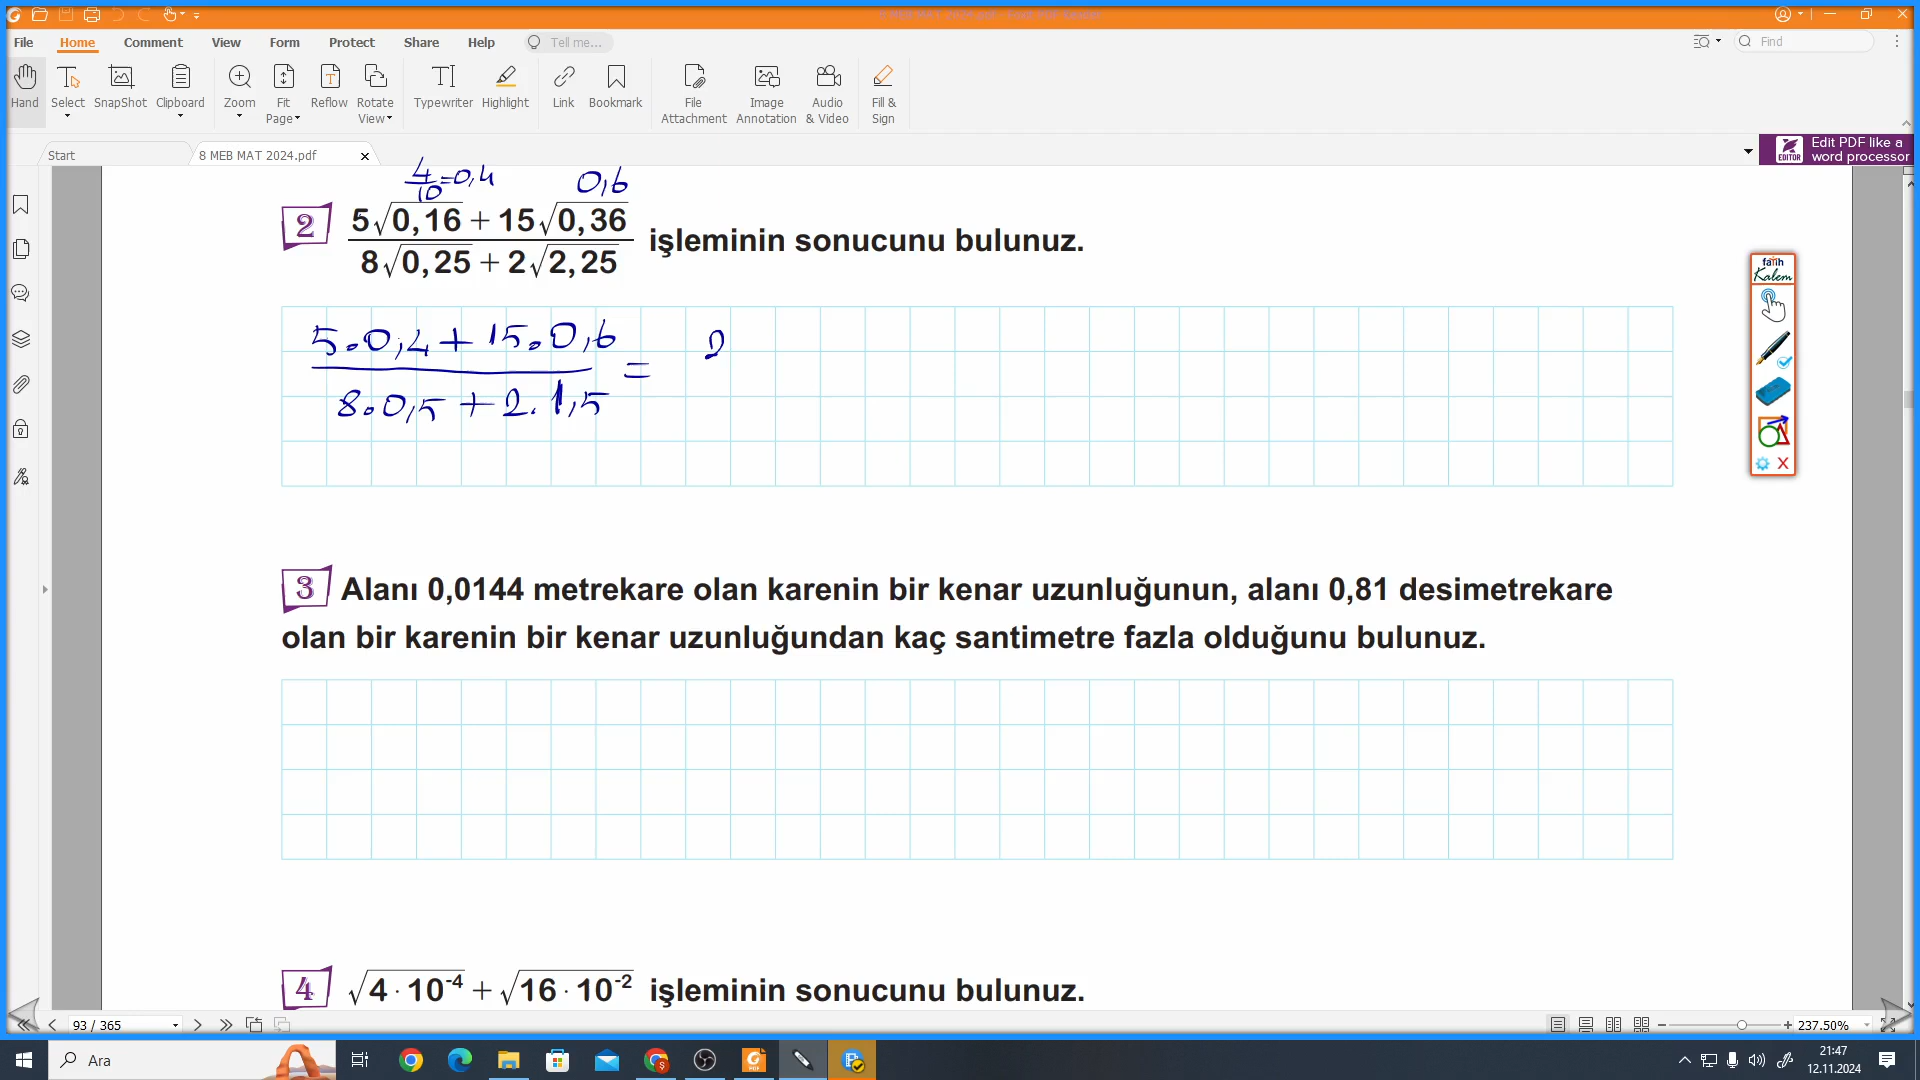 File Home Comment View Form Protect Share Help Tell me... Find
Hand Select SnapShot Clipboard Zoom Fit Page Reflow Rotate View Typewriter Highlight Link Bookmark File Attachment Image Annotation Audio & Video Fill & Sign
Start 8 MEB MAT 2024.pdf EDITOR Edit PDF like a word processor
4/10=0,4 0,6
2 (5√0,16 + 15√0,36)/(8√0,25 + 2√2,25) işleminin sonucunu bulunuz.
fatih Kalem
5.0,4 + 15.0,6
=
8.0,5 + 2.1,5
3 Alanı 0,0144 metrekare olan karenin bir kenar uzunluğunun, alanı 0,81 desimetrekare
olan bir karenin bir kenar uzunluğundan kaç santimetre fazla olduğunu bulunuz.
4 √4 · 10⁻⁴ + √16 · 10⁻² işleminin sonucunu bulunuz.
93 / 365 237.50%
Ara 21:47
12.11.2024